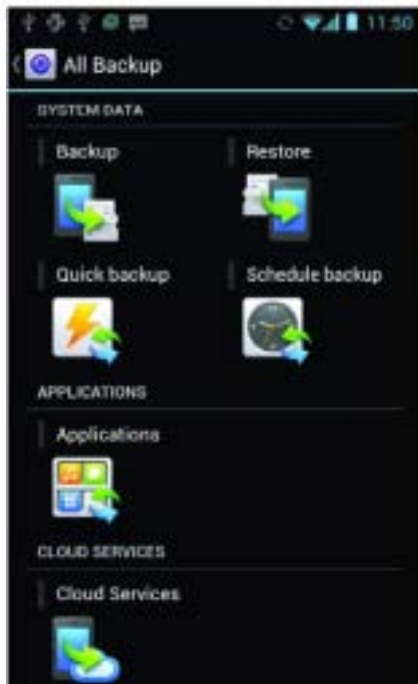 11:50
All Backup
SYSTEM DATA
Backup
Restore
Quick backup
Schedule backup
APPLICATIONS
Applications
CLOUD SERVICES
Cloud Services